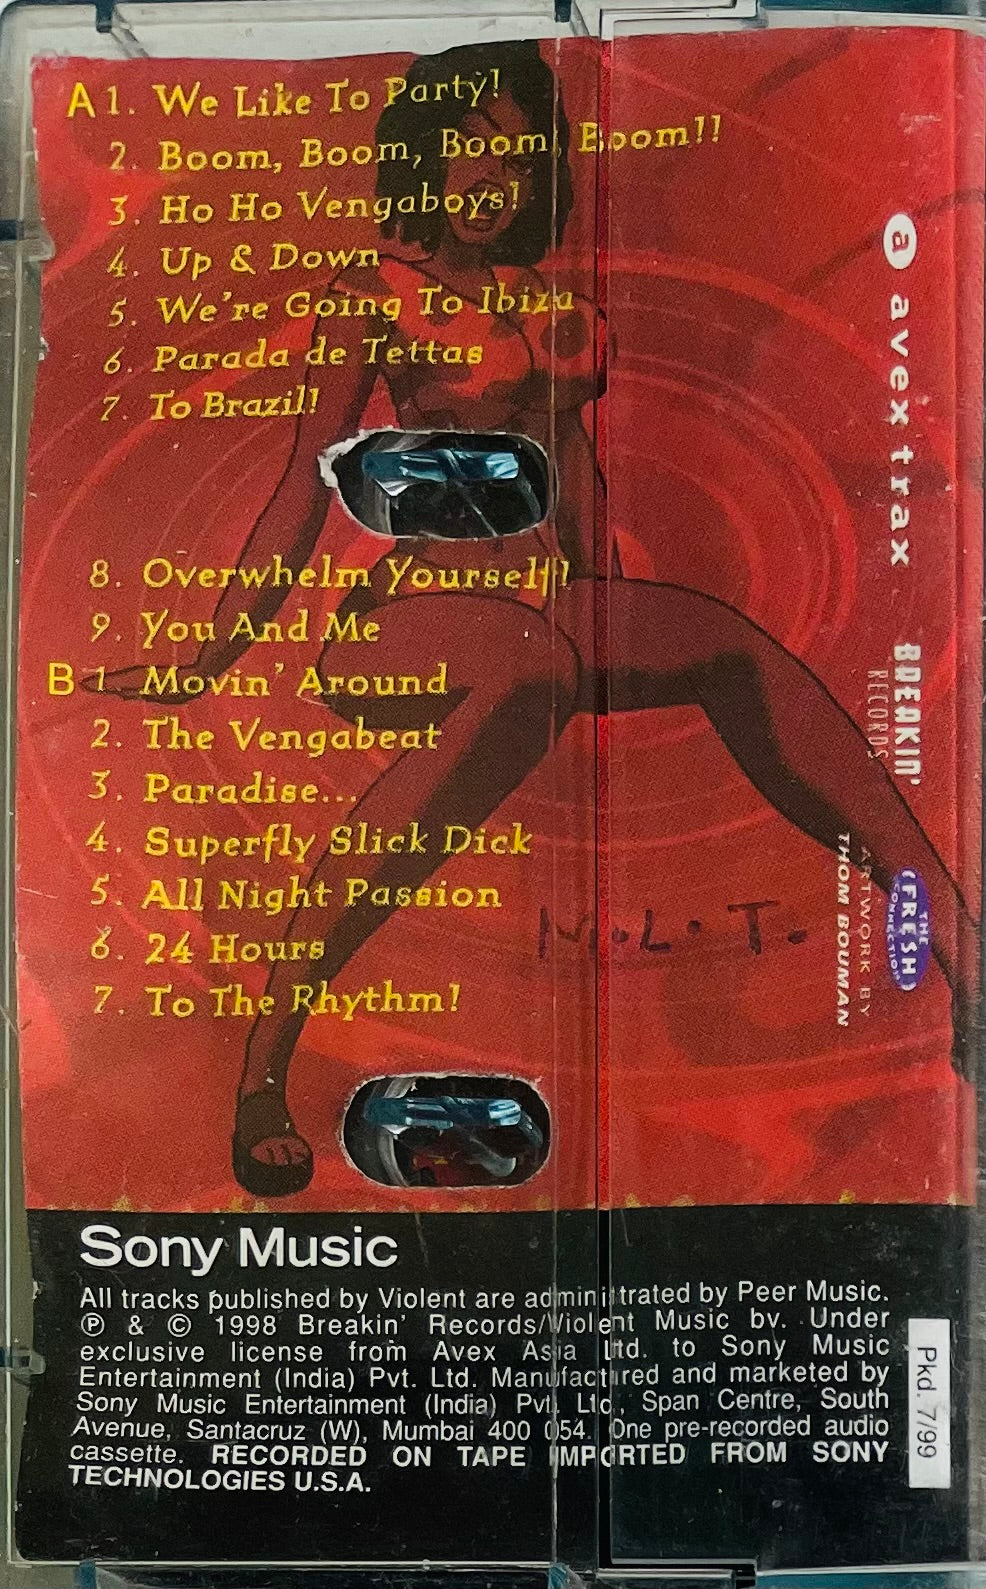 A 1. We Like To Party!
2. Boom, Boom, Boom, Boom!!
3. Ho Ho Vengaboys!
4. Up & Down
5. We're Going To Ibiza
6. Parada de Tettas
7. To Brazil!
8. Overwhelm Yourself!
9. You And Me
B 1. Movin' Around
2. The Vengabeat
3. Paradise...
4. Superfly Slick Dick
5. All Night Passion
6. 24 Hours
7. To The Rhythm!
N.L.T.
a avex trax
BREAKIN'
RECORDS
THE
FRESH
CONNECTION
ARTWORK BY
THOM BOUMAN
Sony Music
All tracks published by Violent are administrated by Peer Music.
℗ & © 1998 Breakin' Records/Violent Music bv. Under
exclusive license from Avex Asia Ltd. to Sony Music
Entertainment (India) Pvt. Ltd. Manufactured and marketed by
Sony Music Entertainment (India) Pvt. Ltd., Span Centre, South
Avenue, Santacruz (W), Mumbai 400 054. One pre-recorded audio
cassette. RECORDED ON TAPE IMPORTED FROM SONY
TECHNOLOGIES U.S.A.
Pkd. 7/99